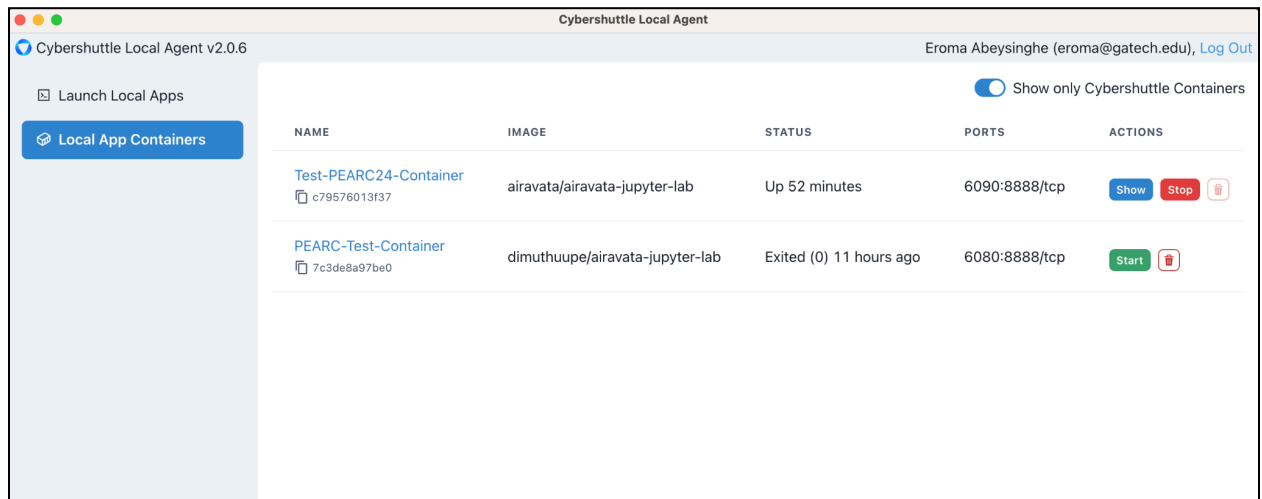 Cybershuttle Local Agent
Cybershuttle Local Agent v2.0.6
Eroma Abeysinghe (eroma@gatech.edu), Log Out
Launch Local Apps
Local App Containers
Show only Cybershuttle Containers
NAME IMAGE STATUS PORTS ACTIONS
Test-PEARC24-Container
c79576013f37
airavata/airavata-jupyter-lab
Up 52 minutes
6090:8888/tcp
Show Stop
PEARC-Test-Container
7c3de8a97be0
dimuthuupe/airavata-jupyter-lab
Exited (0) 11 hours ago
6080:8888/tcp
Start